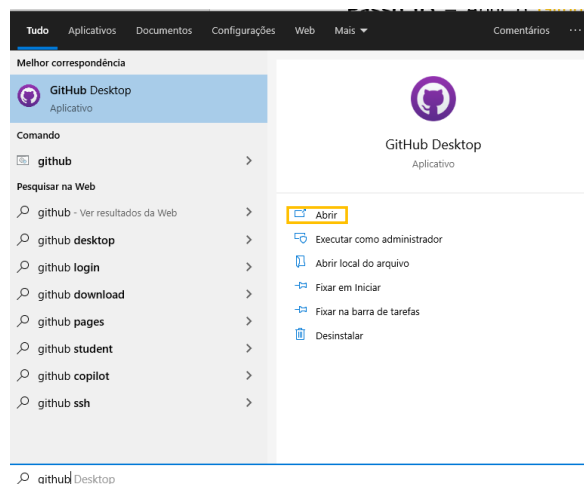 Tudo Aplicativos Documentos Configurações Web Mais Comentários ...
Melhor correspondência
GitHub Desktop
Aplicativo
Comando
github
Pesquisar na Web
github - Ver resultados da Web
github desktop
github login
github download
github pages
github student
github copilot
github ssh
GitHub Desktop
Aplicativo
Abrir
Executar como administrador
Abrir local do arquivo
Fixar em Iniciar
Fixar na barra de tarefas
Desinstalar
github Desktop